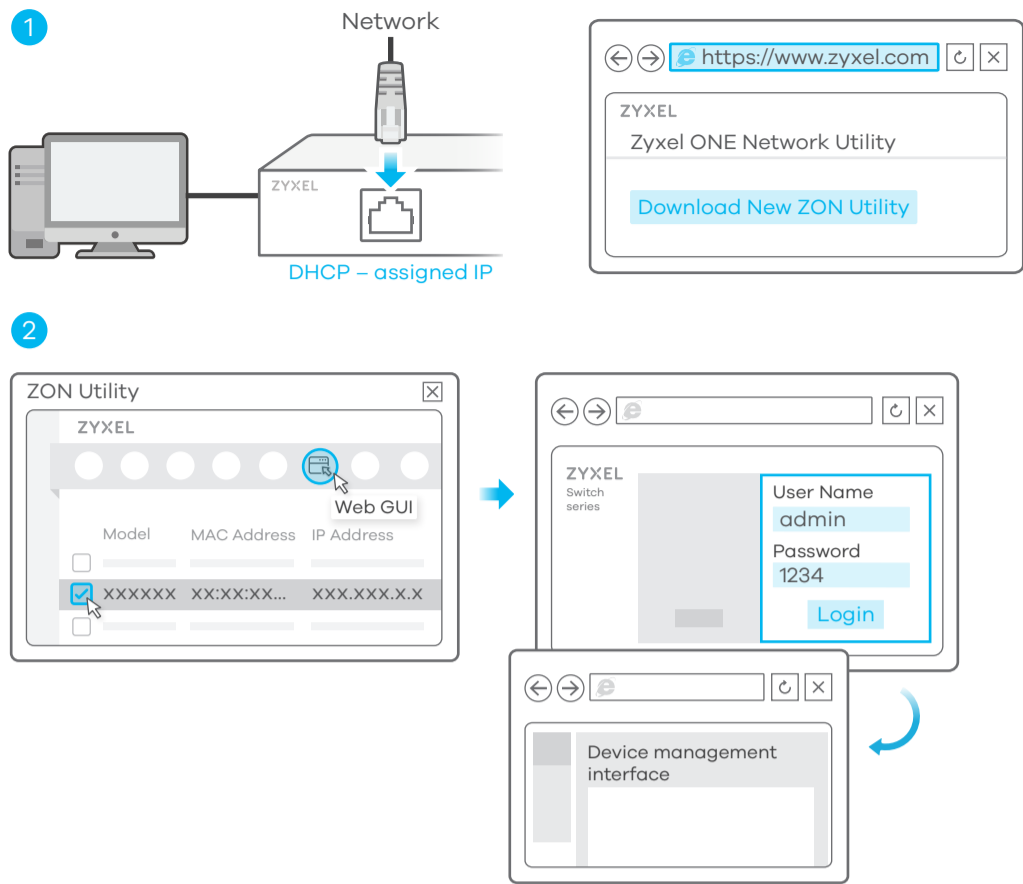 1
Network
ZYXEL
DHCP – assigned IP
https://www.zyxel.com
ZYXEL
Zyxel ONE Network Utility
Download New ZON Utility
2
ZON Utility
ZYXEL
Web GUI
Model MAC Address IP Address
XXXXXX XX:XX:XX... XXX.XXX.X.X
ZYXEL
Switch
series
User Name
admin
Password
1234
Login
Device management
interface